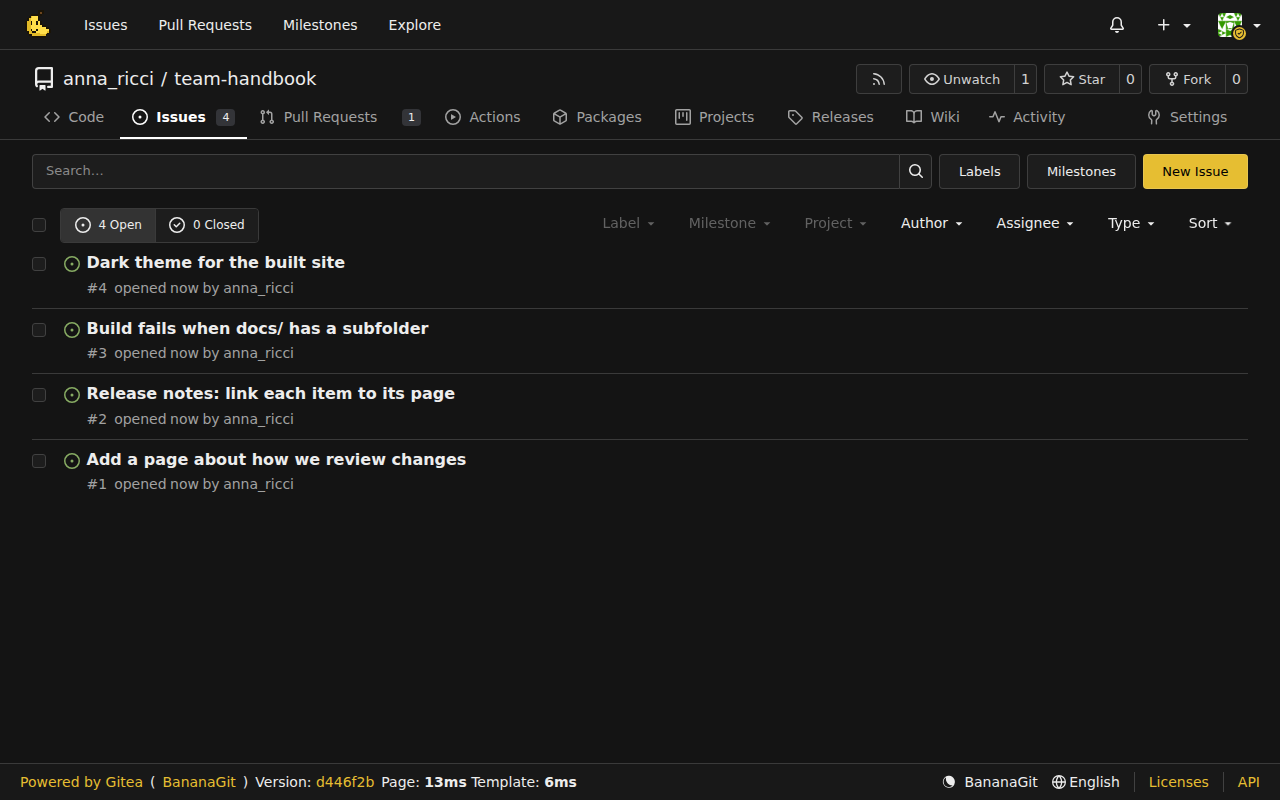 Issues Pull Requests Milestones Explore
anna_ricci / team-handbook Unwatch 1 Star 0 Fork 0
Code Issues 4 Pull Requests 1 Actions Packages Projects Releases Wiki Activity Settings
Search... Labels Milestones New Issue
4 Open 0 Closed Label Milestone Project Author Assignee Type Sort
Dark theme for the built site
#4 opened now by anna_ricci
Build fails when docs/ has a subfolder
#3 opened now by anna_ricci
Release notes: link each item to its page
#2 opened now by anna_ricci
Add a page about how we review changes
#1 opened now by anna_ricci
Powered by Gitea ( BananaGit ) Version: d446f2b Page: 13ms Template: 6ms BananaGit English Licenses API